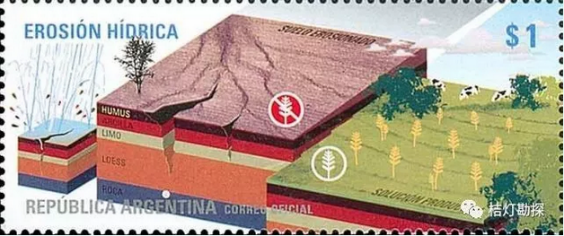 EROSIÓN HÍDRICA
SUELO EROSIONADO
$1
HUMUS
ARCILLA
LIMO
LOESS
ROCA
REPÚBLICA ARGENTINA CORREO OFICIAL
桔灯勘探